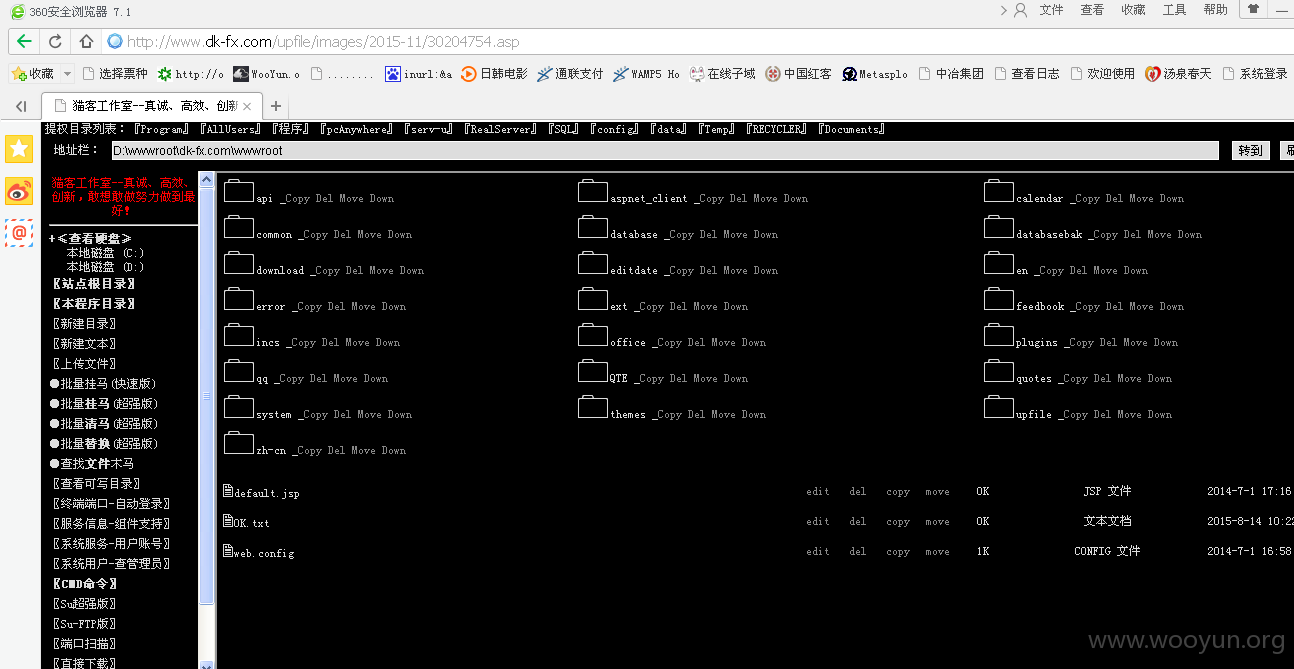 360安全浏览器 7.1 文件 查看 收藏 工具 帮助
http://www.dk-fx.com/upfile/images/2015-11/30204754.asp
收藏 选择票种 http://o WooYun.o ........ inurl:&a 日韩电影 通联支付 WAMP5 Ho 在线子域 中国红客 Metasplo 中冶集团 查看日志 欢迎使用 汤泉春天 系统登录
猫客工作室--真诚、高效、创新
提权目录列表：『Program』『AllUsers』『程序』『pcAnywhere』『serv-u』『RealServer』『SQL』『config』『data』『Temp』『RECYCLER』『Documents』
地址栏： D:\wwwroot\dk-fx.com\wwwroot 转到
猫客工作室--真诚、高效、
创新，敢想敢做努力做到最
好!
+≪查看硬盘≫
本地磁盘 (C:)
本地磁盘 (D:)
〖站点根目录〗
〖本程序目录〗
〖新建目录〗
〖新建文本〗
〖上传文件〗
●批量挂马(快速版)
●批量挂马(超强版)
●批量清马(超强版)
●批量替换(超强版)
●查找文件木马
〖查看可写目录〗
〖终端端口-自动登录〗
〖服务信息-组件支持〗
〖系统服务-用户账号〗
〖系统用户-查管理员〗
〖CMD命令〗
〖Su超强版〗
〖Su-FTP版〗
〖端口扫描〗
〖直接下载〗
api _Copy Del Move Down aspnet_client _Copy Del Move Down calendar _Copy Del Move Down
common _Copy Del Move Down database _Copy Del Move Down databasebak _Copy Del Move Down
download _Copy Del Move Down editdate _Copy Del Move Down en _Copy Del Move Down
error _Copy Del Move Down ext _Copy Del Move Down feedbook _Copy Del Move Down
incs _Copy Del Move Down office _Copy Del Move Down plugins _Copy Del Move Down
qq _Copy Del Move Down QTE _Copy Del Move Down quotes _Copy Del Move Down
system _Copy Del Move Down themes _Copy Del Move Down upfile _Copy Del Move Down
zh-cn _Copy Del Move Down
default.jsp edit del copy move 0K JSP 文件 2014-7-1 17:16
OK.txt edit del copy move 0K 文本文档 2015-8-14 10:22
web.config edit del copy move 1K CONFIG 文件 2014-7-1 16:58
www.wooyun.org